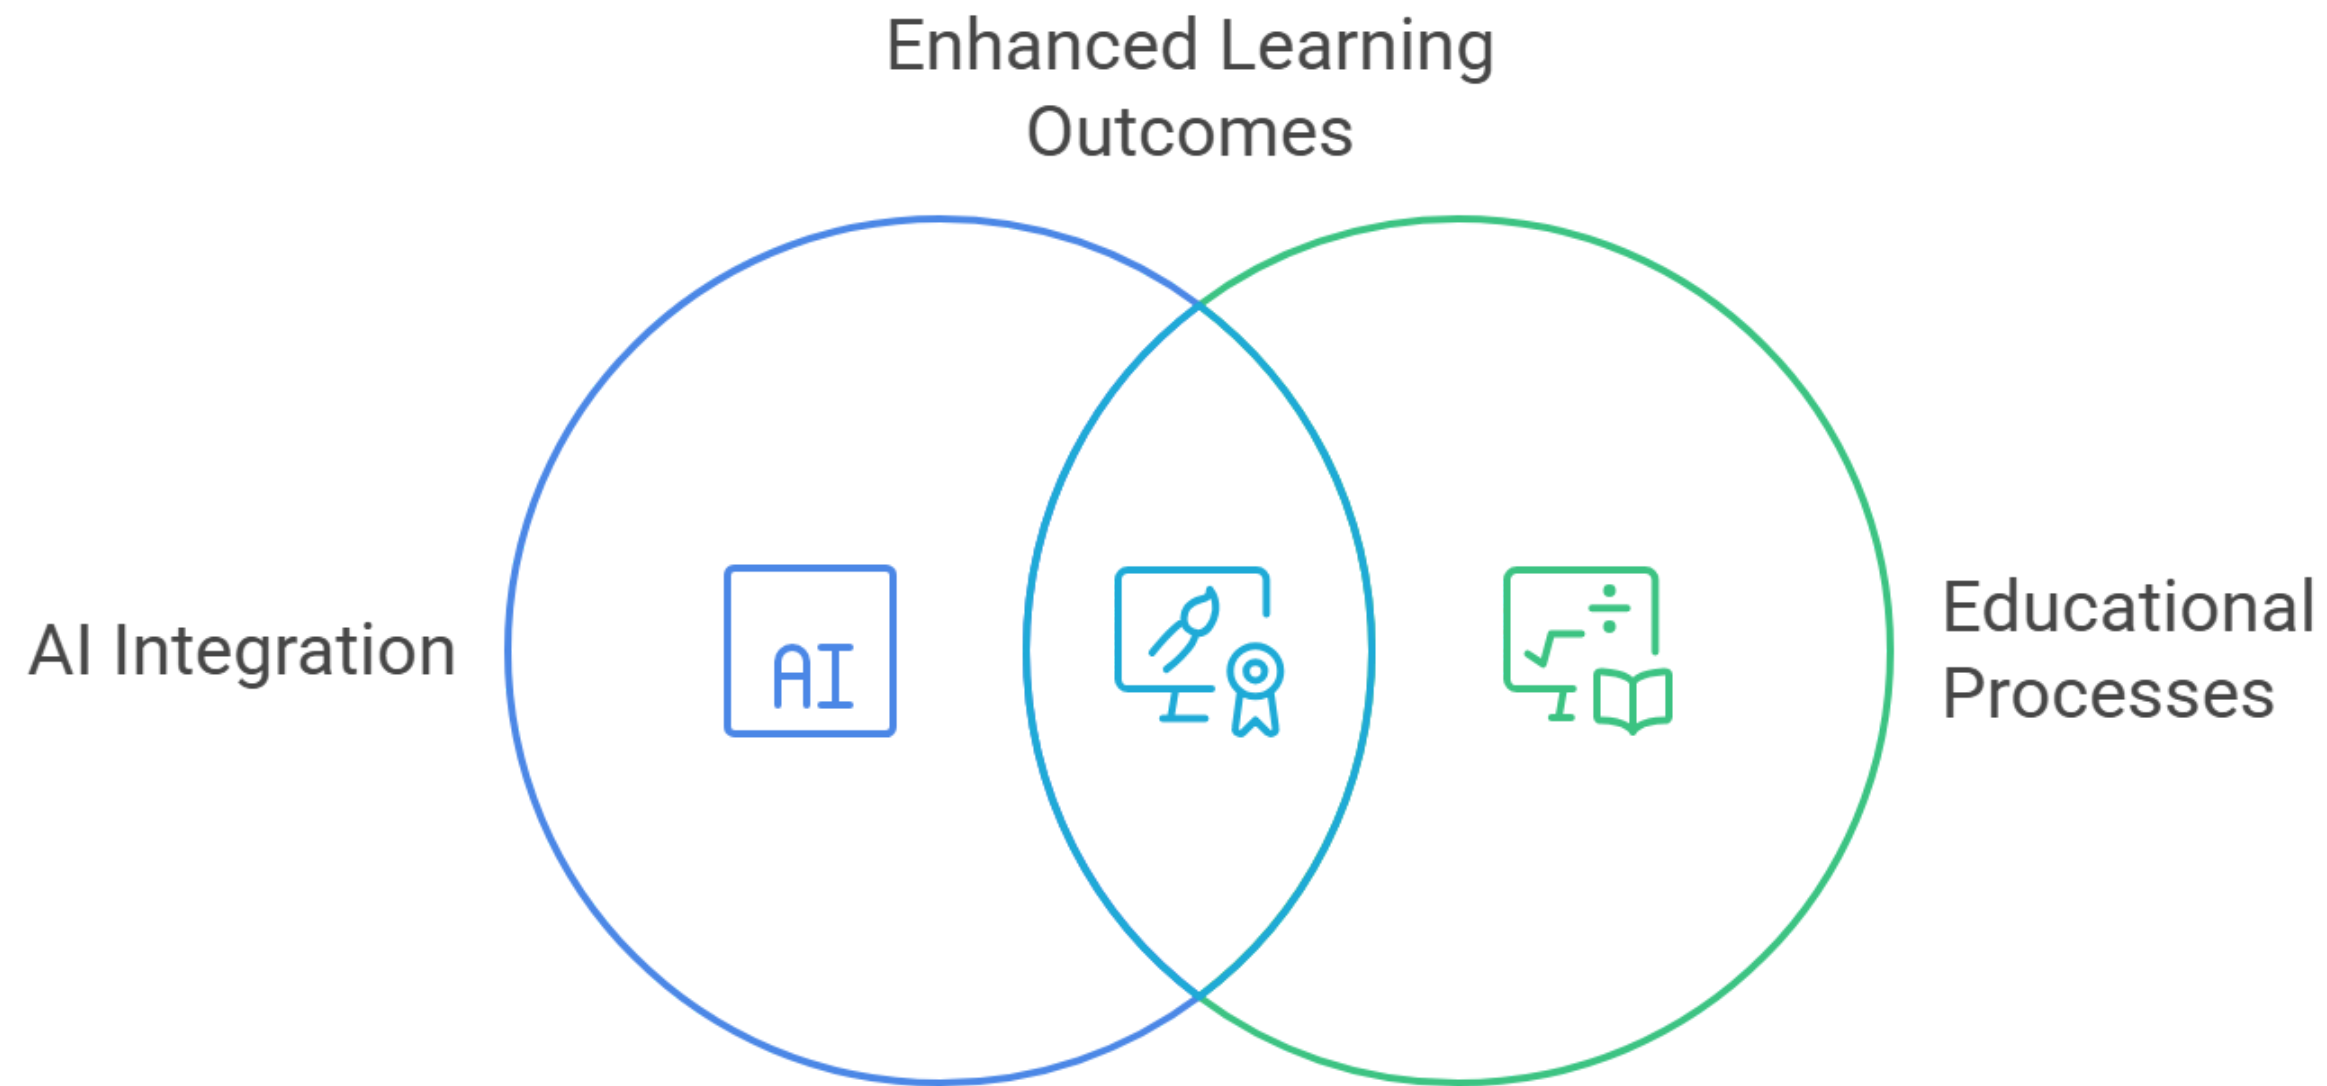 Enhanced Learning
Outcomes
AI Integration
AI
Educational
Processes